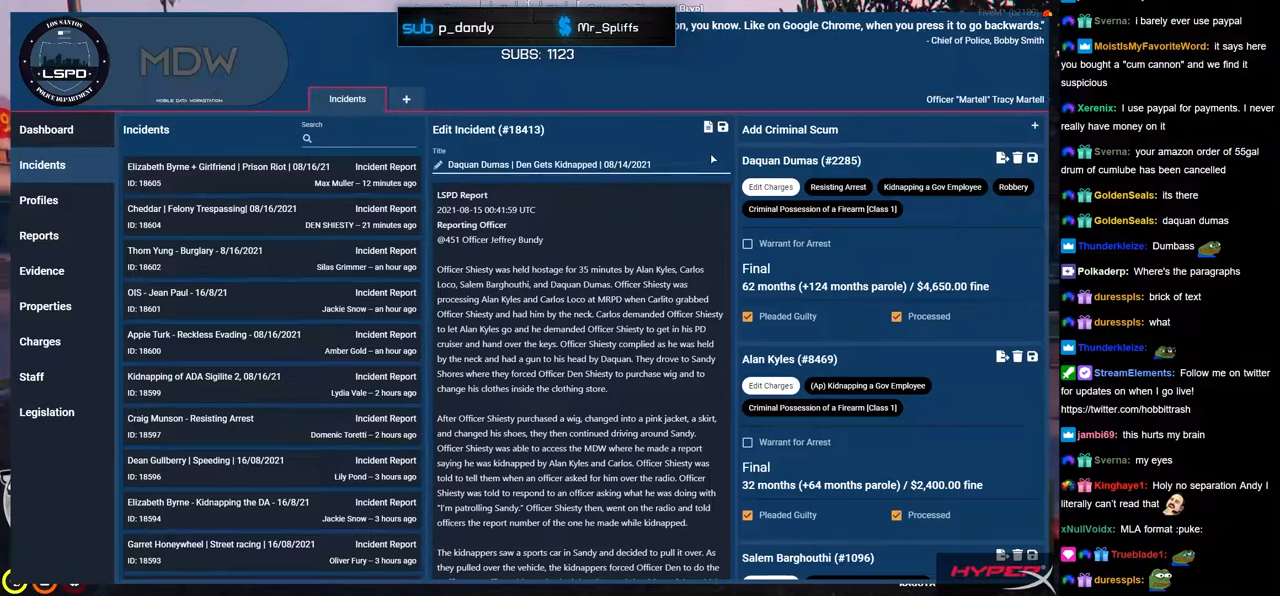 on, you know. Like on Google Chrome, when you press it to go backwards."
- Chief of Police, Bobby Smith
sub p_dandy
$ Mr_Spliffs
SUBS: 1123
LOS SANTOS
LSPD
POLICE DEPARTMENT
MDW
MOBILE DATA WORKSTATION
Incidents
+
Officer "Martell" Tracy Martell
Dashboard
Incidents
Profiles
Reports
Evidence
Properties
Charges
Staff
Legislation
Incidents
Search
Elizabeth Byrne + Girlfriend | Prison Riot | 08/16/21 Incident Report
ID: 18605 Max Muller – 12 minutes ago
Cheddar | Felony Trespassing| 08/16/2021 Incident Report
ID: 18604 DEN SHIESTY – 21 minutes ago
Thom Yung - Burglary - 8/16/2021 Incident Report
ID: 18602 Silas Grimmer – an hour ago
OIS - Jean Paul - 16/8/21 Incident Report
ID: 18601 Jackie Snow – an hour ago
Appie Turk - Reckless Evading - 08/16/2021 Incident Report
ID: 18600 Amber Gold – an hour ago
Kidnapping of ADA Sigilite 2, 08/16/2021 Incident Report
ID: 18599 Lydia Vale – 2 hours ago
Craig Munson - Resisting Arrest Incident Report
ID: 18597 Domenic Toretti – 2 hours ago
Dean Gullberry | Speeding | 16/08/2021 Incident Report
ID: 18596 Lily Pond – 3 hours ago
Elizabeth Byrne - Kidnapping the DA - 16/8/21 Incident Report
ID: 18594 Jackie Snow – 3 hours ago
Garret Honeywheel | Street racing | 16/08/2021 Incident Report
ID: 18593 Oliver Fury – 3 hours ago
Edit Incident (#18413)
Title
Daquan Dumas | Den Gets Kidnapped | 08/14/2021
LSPD Report
2021-08-15 00:41:59 UTC
Reporting Officer
@451 Officer Jeffrey Bundy
Officer Shiesty was held hostage for 35 minutes by Alan Kyles, Carlos
Loco, Salem Barghouthi, and Daquan Dumas. Officer Shiesty was
processing Alan Kyles and Carlos Loco at MRPD when Carlito grabbed
Officer Shiesty and had him by the neck. Carlos demanded Officer Shiesty
to let Alan Kyles go and he demanded Officer Shiesty to get in his PD
cruiser and hand over the keys. Officer Shiesty complied as he was held
by the neck and had a gun to his head by Daquan. They drove to Sandy
Shores where they forced Officer Den Shiesty to purchase wig and to
change his clothes inside the clothing store.
After Officer Shiesty purchased a wig, changed into a pink jacket, a skirt,
and changed his shoes, they then continued driving around Sandy.
Officer Shiesty was able to access the MDW where he made a report
saying he was kidnapped by Alan Kyles and Carlos. Officer Shiesty was
told to tell them when an officer asked for him over the radio. Officer
Shiesty was told to respond to an officer asking what he was doing with
"I'm patrolling Sandy." Officer Shiesty then, went on the radio and told
officers the report number of the one he made while kidnapped.
The kidnappers saw a sports car in Sandy and decided to pull it over. As
they pulled over the vehicle, the kidnappers forced Officer Den to do the
Add Criminal Scum +
Daquan Dumas (#2285)
Edit Charges Resisting Arrest Kidnapping a Gov Employee Robbery
Criminal Possession of a Firearm [Class 1]
Warrant for Arrest
Final
62 months (+124 months parole) / $4,650.00 fine
Pleaded Guilty Processed
Alan Kyles (#8469)
Edit Charges (Ap) Kidnapping a Gov Employee
Criminal Possession of a Firearm [Class 1]
Warrant for Arrest
Final
32 months (+64 months parole) / $2,400.00 fine
Pleaded Guilty Processed
Salem Barghouthi (#1096)
HYPERX
Sverna: i barely ever use paypal
MoistIsMyFavoriteWord: it says here
you bought a "cum cannon" and we find it
suspicious
Xerenix: I use paypal for payments. I never
really have money on it
Sverna: your amazon order of 55gal
drum of cumlube has been cancelled
GoldenSeals: its there
GoldenSeals: daquan dumas
Thunderkleize: Dumbass
Polkaderp: Where's the paragraphs
duresspls: brick of text
duresspls: what
Thunderkleize:
StreamElements: Follow me on twitter
for updates on when I go live!
https://twitter.com/hobbittrash
jambi69: this hurts my brain
Sverna: my eyes
Kinghaye1: Holy no separation Andy I
literally can't read that
xNullVoidx: MLA format :puke:
Trueblade1:
duresspls: